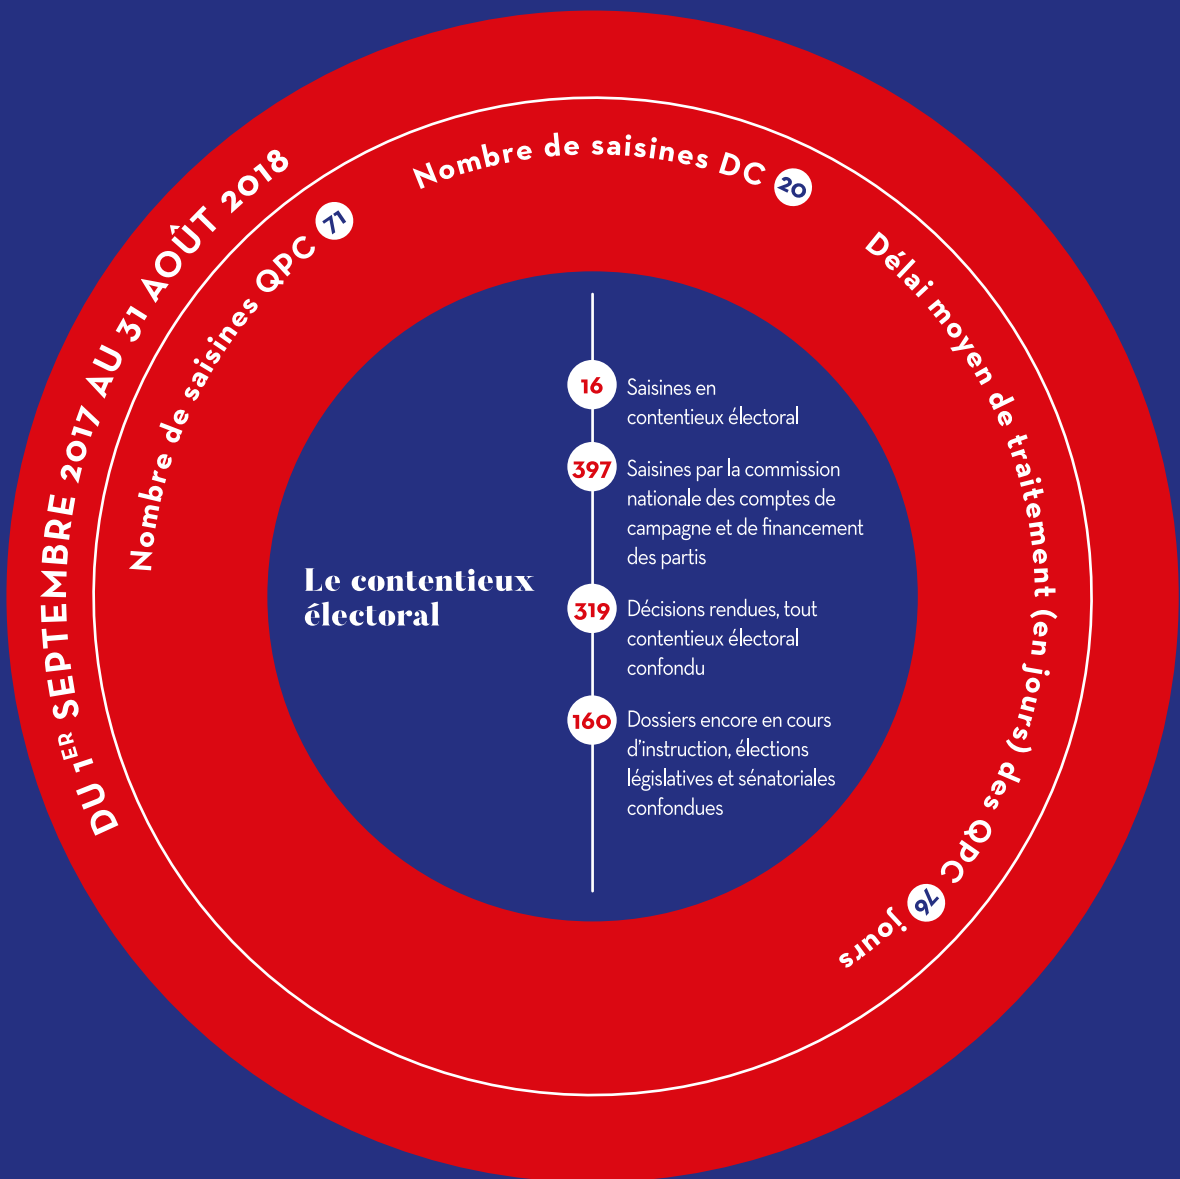 DU 1ER SEPTEMBRE 2017 AU 31 AOÛT 2018
Nombre de saisines QPC 71
Nombre de saisines DC 20
Délai moyen de traitement (en jours) des QPC 76 jours
Le contentieux
électoral
16 Saisines en
contentieux électoral
397 Saisines par la commission
nationale des comptes de
campagne et de financement
des partis
319 Décisions rendues, tout
contentieux électoral
confondu
160 Dossiers encore en cours
d'instruction, élections
législatives et sénatoriales
confondues